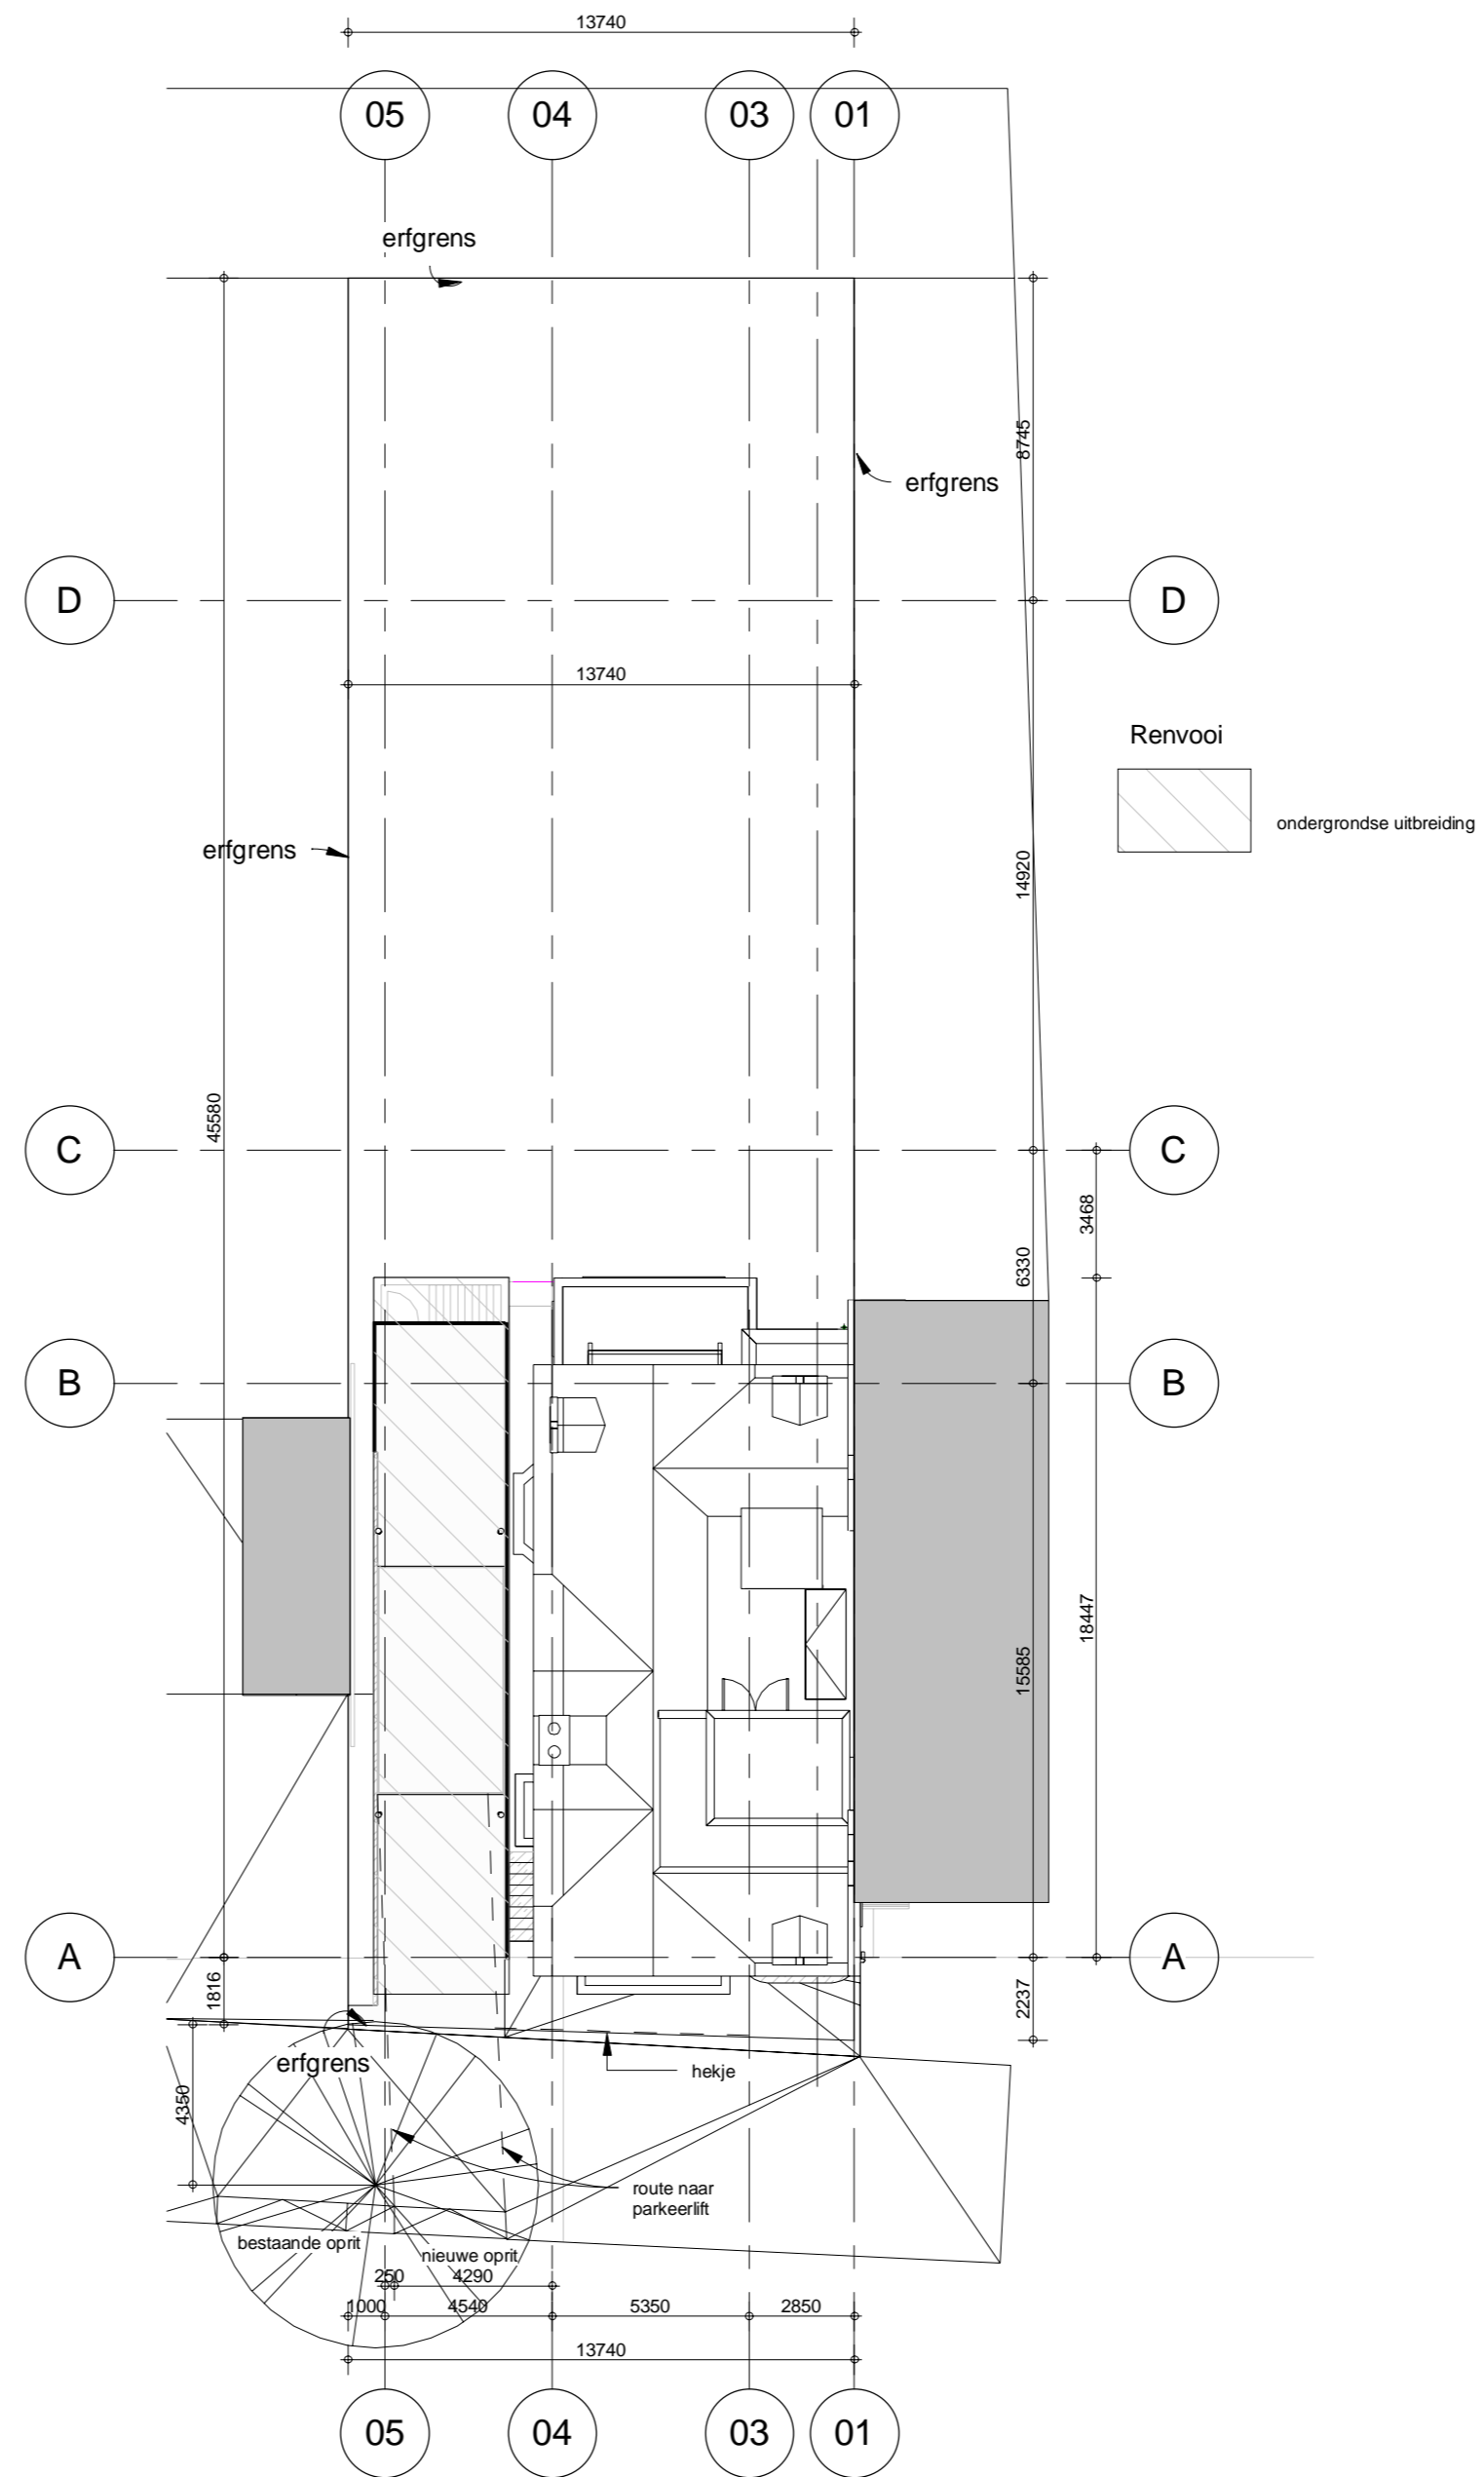 13740
05
04
03
01
erfgrens
8745
erfgrens
D
D
13740
Renvooi
ondergrondse uitbreiding
erfgrens
14920
45580
C
C
3468
6330
B
B
18447
15585
A
A
1816
2237
erfgrens
hekje
4350
route naar
parkeerlift
bestaande oprit
nieuwe oprit
250
4290
1000
4540
5350
2850
13740
05
04
03
01